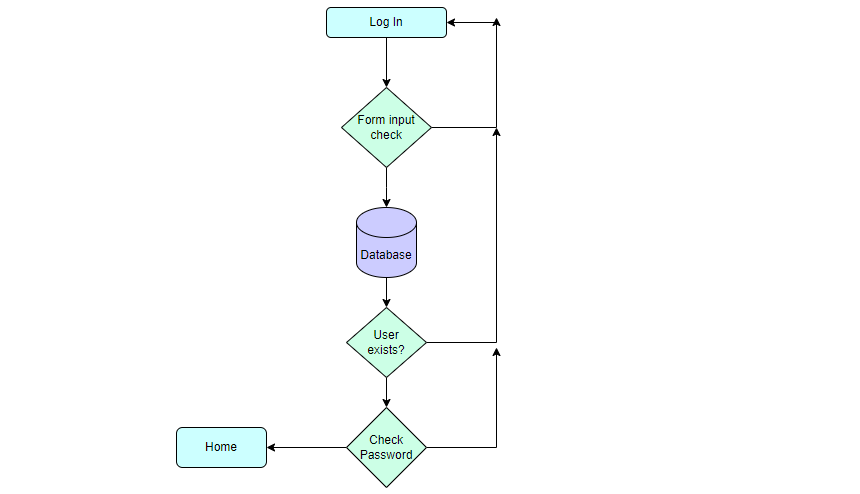 Log In
Form input
check
Database
User
exists?
Check
Password
Home